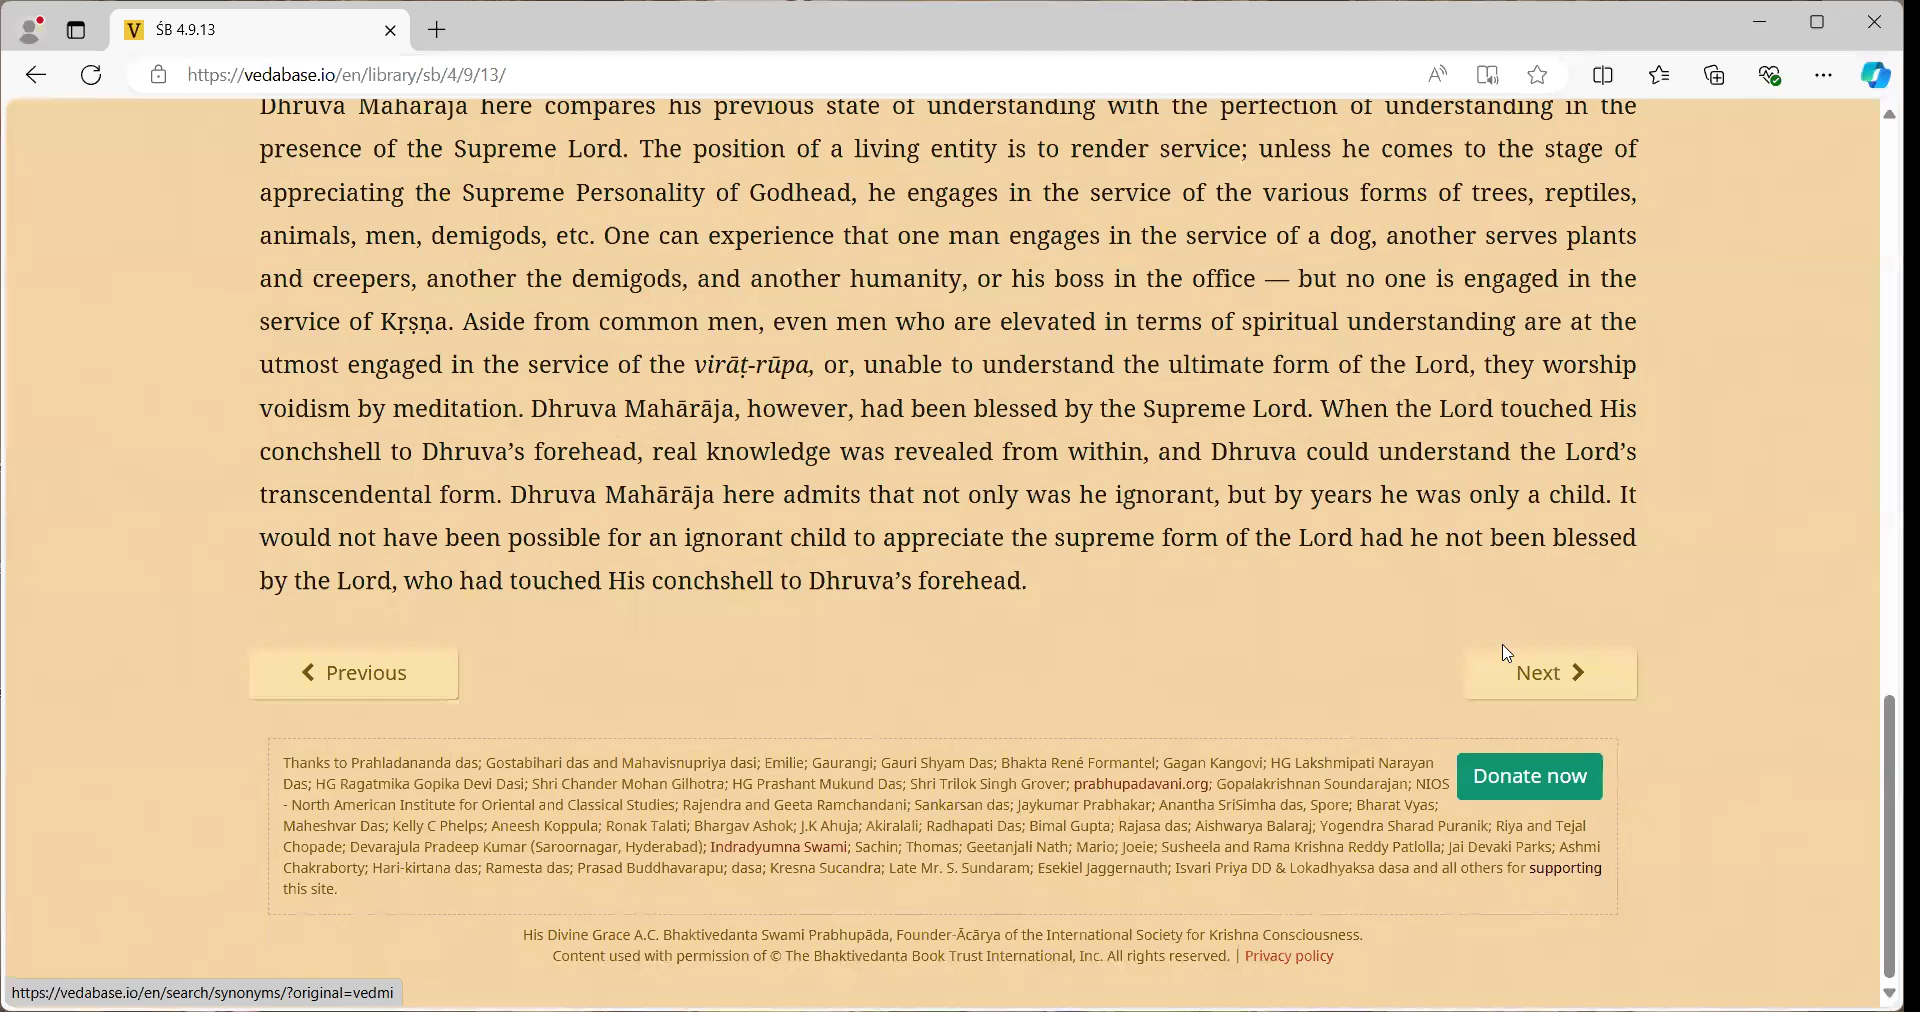 ŚB 4.9.13
https://vedabase.io/en/library/sb/4/9/13/
Dhruva Mahārāja here compares his previous state of understanding with the perfection of understanding in the
presence of the Supreme Lord. The position of a living entity is to render service; unless he comes to the stage of
appreciating the Supreme Personality of Godhead, he engages in the service of the various forms of trees, reptiles,
animals, men, demigods, etc. One can experience that one man engages in the service of a dog, another serves plants
and creepers, another the demigods, and another humanity, or his boss in the office — but no one is engaged in the
service of Kṛṣṇa. Aside from common men, even men who are elevated in terms of spiritual understanding are at the
utmost engaged in the service of the virāṭ-rūpa, or, unable to understand the ultimate form of the Lord, they worship
voidism by meditation. Dhruva Mahārāja, however, had been blessed by the Supreme Lord. When the Lord touched His
conchshell to Dhruva’s forehead, real knowledge was revealed from within, and Dhruva could understand the Lord’s
transcendental form. Dhruva Mahārāja here admits that not only was he ignorant, but by years he was only a child. It
would not have been possible for an ignorant child to appreciate the supreme form of the Lord had he not been blessed
by the Lord, who had touched His conchshell to Dhruva’s forehead.
Previous
Next
Thanks to Prahladananda das; Gostabihari das and Mahavisnupriya dasi; Emilie; Gaurangi; Gauri Shyam Das; Bhakta René Formantel; Gagan Kangovi; HG Lakshmipati Narayan
Das; HG Ragatmika Gopika Devi Dasi; Shri Chander Mohan Gilhotra; HG Prashant Mukund Das; Shri Trilok Singh Grover; prabhupadavani.org; Gopalakrishnan Soundarajan; NIOS
- North American Institute for Oriental and Classical Studies; Rajendra and Geeta Ramchandani; Sankarsan das; Jaykumar Prabhakar; Anantha SriSimha das, Spore; Bharat Vyas;
Maheshvar Das; Kelly C Phelps; Aneesh Koppula; Ronak Talati; Bhargav Ashok; J.K Ahuja; Akiralali; Radhapati Das; Bimal Gupta; Rajasa das; Aishwarya Balaraj; Yogendra Sharad Puranik; Riya and Tejal
Chopade; Devarajula Pradeep Kumar (Saroornagar, Hyderabad); Indradyumna Swami; Sachin; Thomas; Geetanjali Nath; Mario; Joeie; Susheela and Rama Krishna Reddy Patlolla; Jai Devaki Parks; Ashmi
Chakraborty; Hari-kirtana das; Ramesta das; Prasad Buddhavarapu; dasa; Kresna Sucandra; Late Mr. S. Sundaram; Esekiel Jaggernauth; Isvari Priya DD & Lokadhyaksa dasa and all others for supporting
this site.
Donate now
His Divine Grace A.C. Bhaktivedanta Swami Prabhupāda, Founder-Ācārya of the International Society for Krishna Consciousness.
Content used with permission of © The Bhaktivedanta Book Trust International, Inc. All rights reserved. | Privacy policy
https://vedabase.io/en/search/synonyms/?original=vedmi